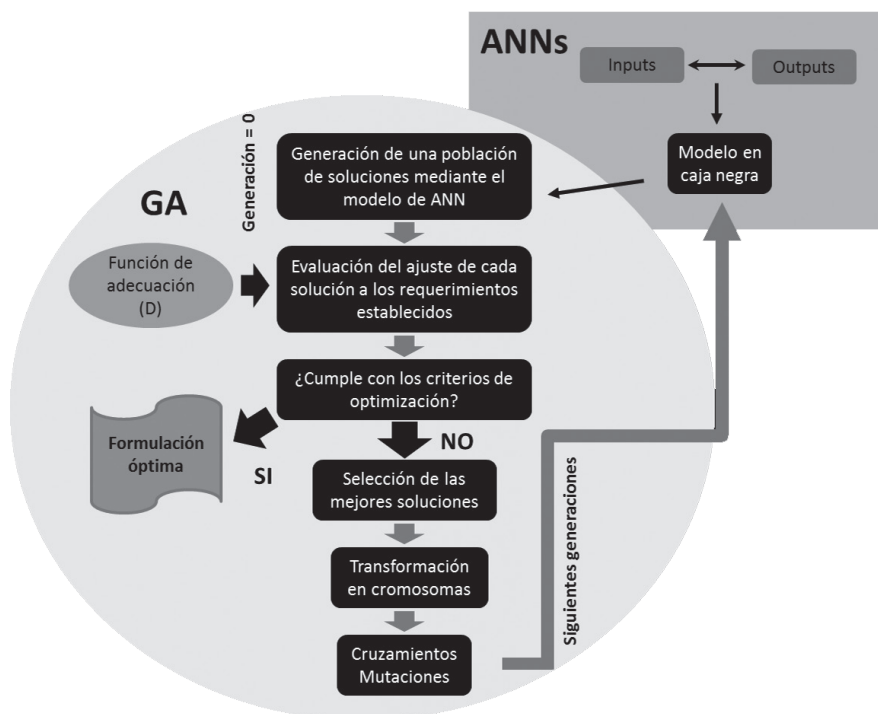 ANNs
Inputs
Outputs
Modelo en
caja negra
Generación = 0
Generación de una población
de soluciones mediante el
modelo de ANN
GA
Función de
adecuación
(D)
Evaluación del ajuste de cada
solución a los requerimientos
establecidos
¿Cumple con los criterios de
optimización?
Formulación
óptima
SI
NO
Selección de las
mejores soluciones
Transformación
en cromosomas
Cruzamientos
Mutaciones
Siguientes generaciones